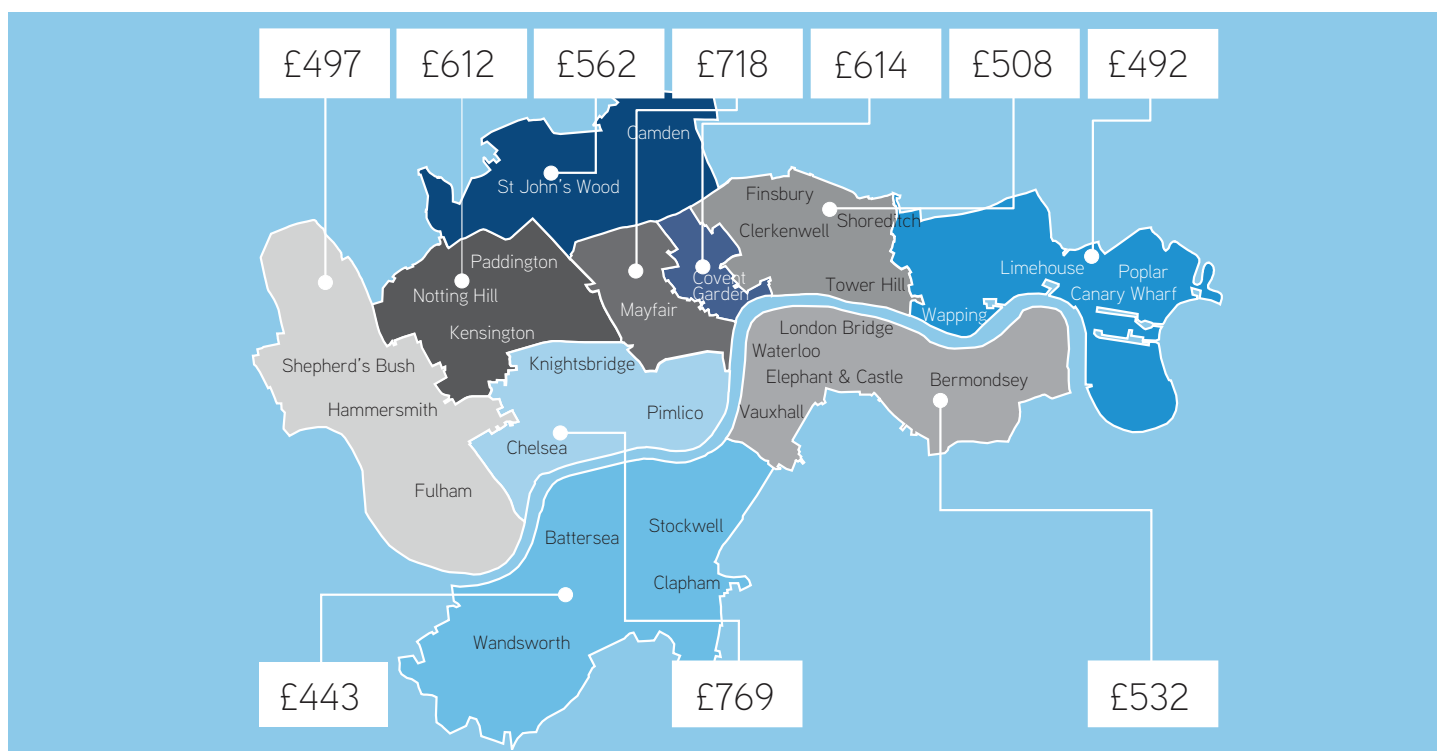 £497
£612
£562
£718
£614
£508
£492
Camden
St John's Wood
Finsbury
Shoreditch
Clerkenwell
Paddington
Notting Hill
Kensington
Mayfair
Covent
Garden
Tower Hill
Limehouse
Poplar
Canary Wharf
Wapping
London Bridge
Waterloo
Elephant & Castle
Bermondsey
Vauxhall
Knightsbridge
Pimlico
Chelsea
Shepherd's Bush
Hammersmith
Fulham
Battersea
Stockwell
Clapham
Wandsworth
£443
£769
£532